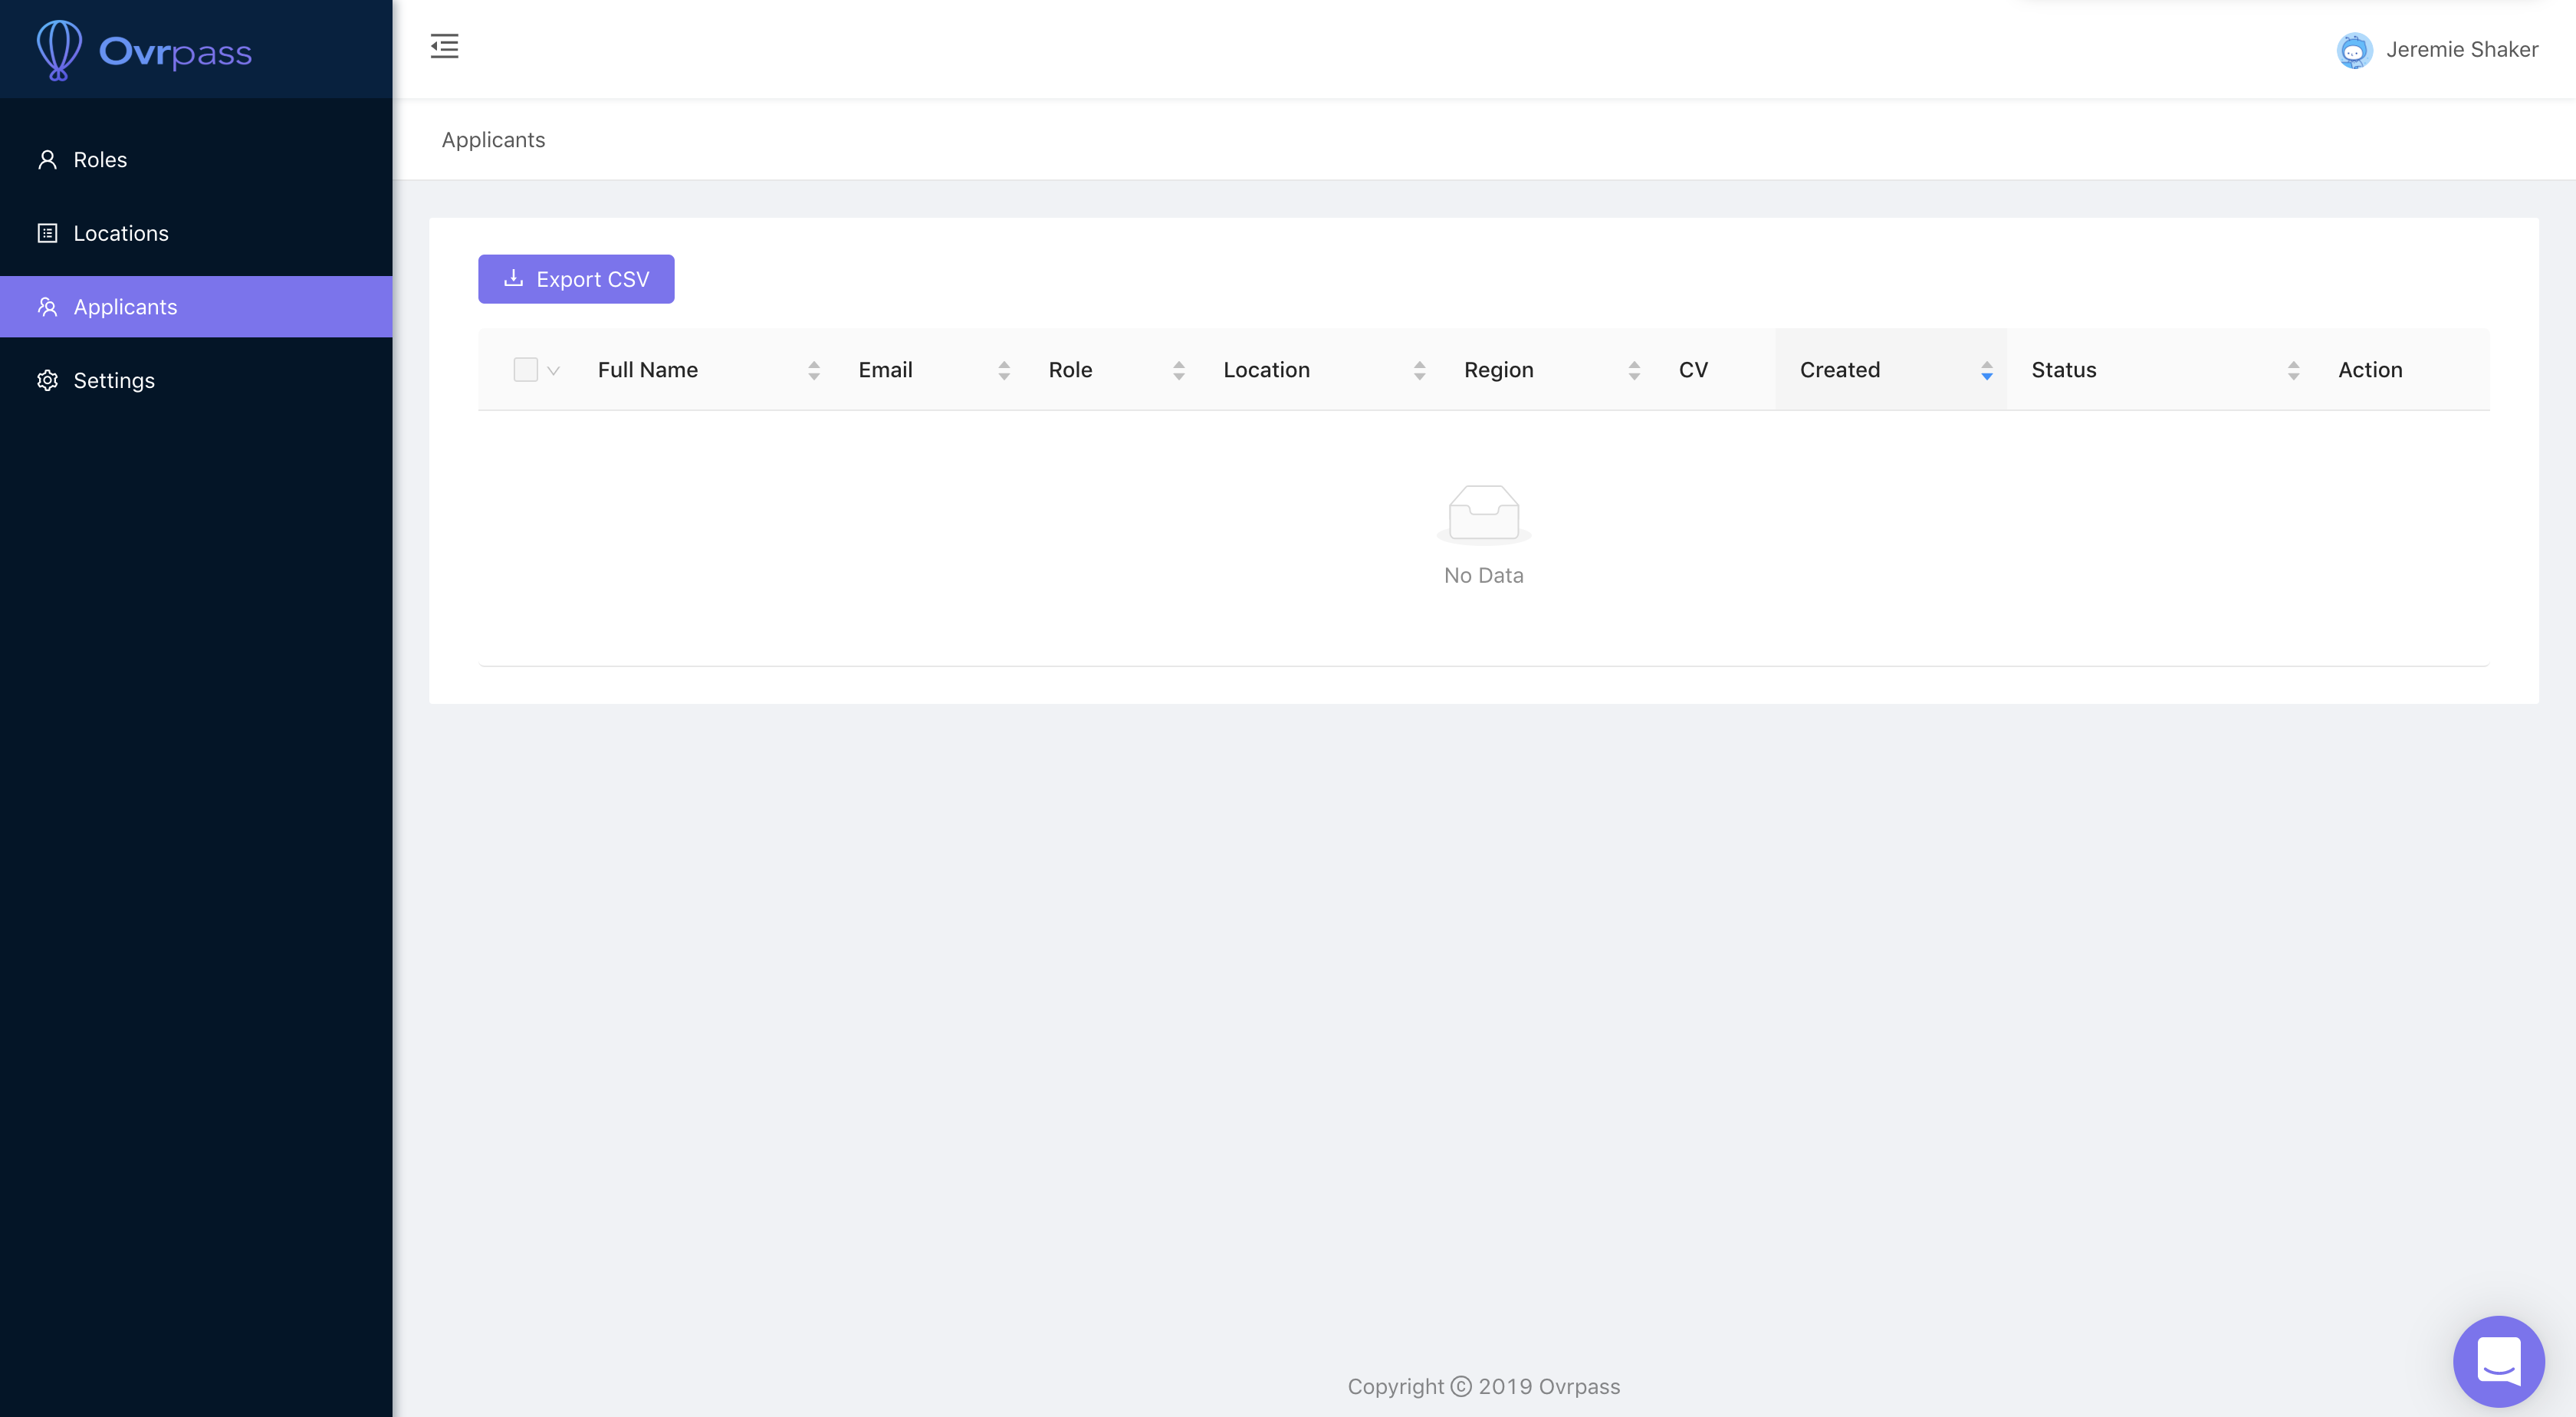 Ovrpass
Jeremie Shaker
Roles
Locations
Applicants
Settings
Applicants
Export CSV
Full Name Email Role Location Region CV Created Status Action
No Data
Copyright © 2019 Ovrpass